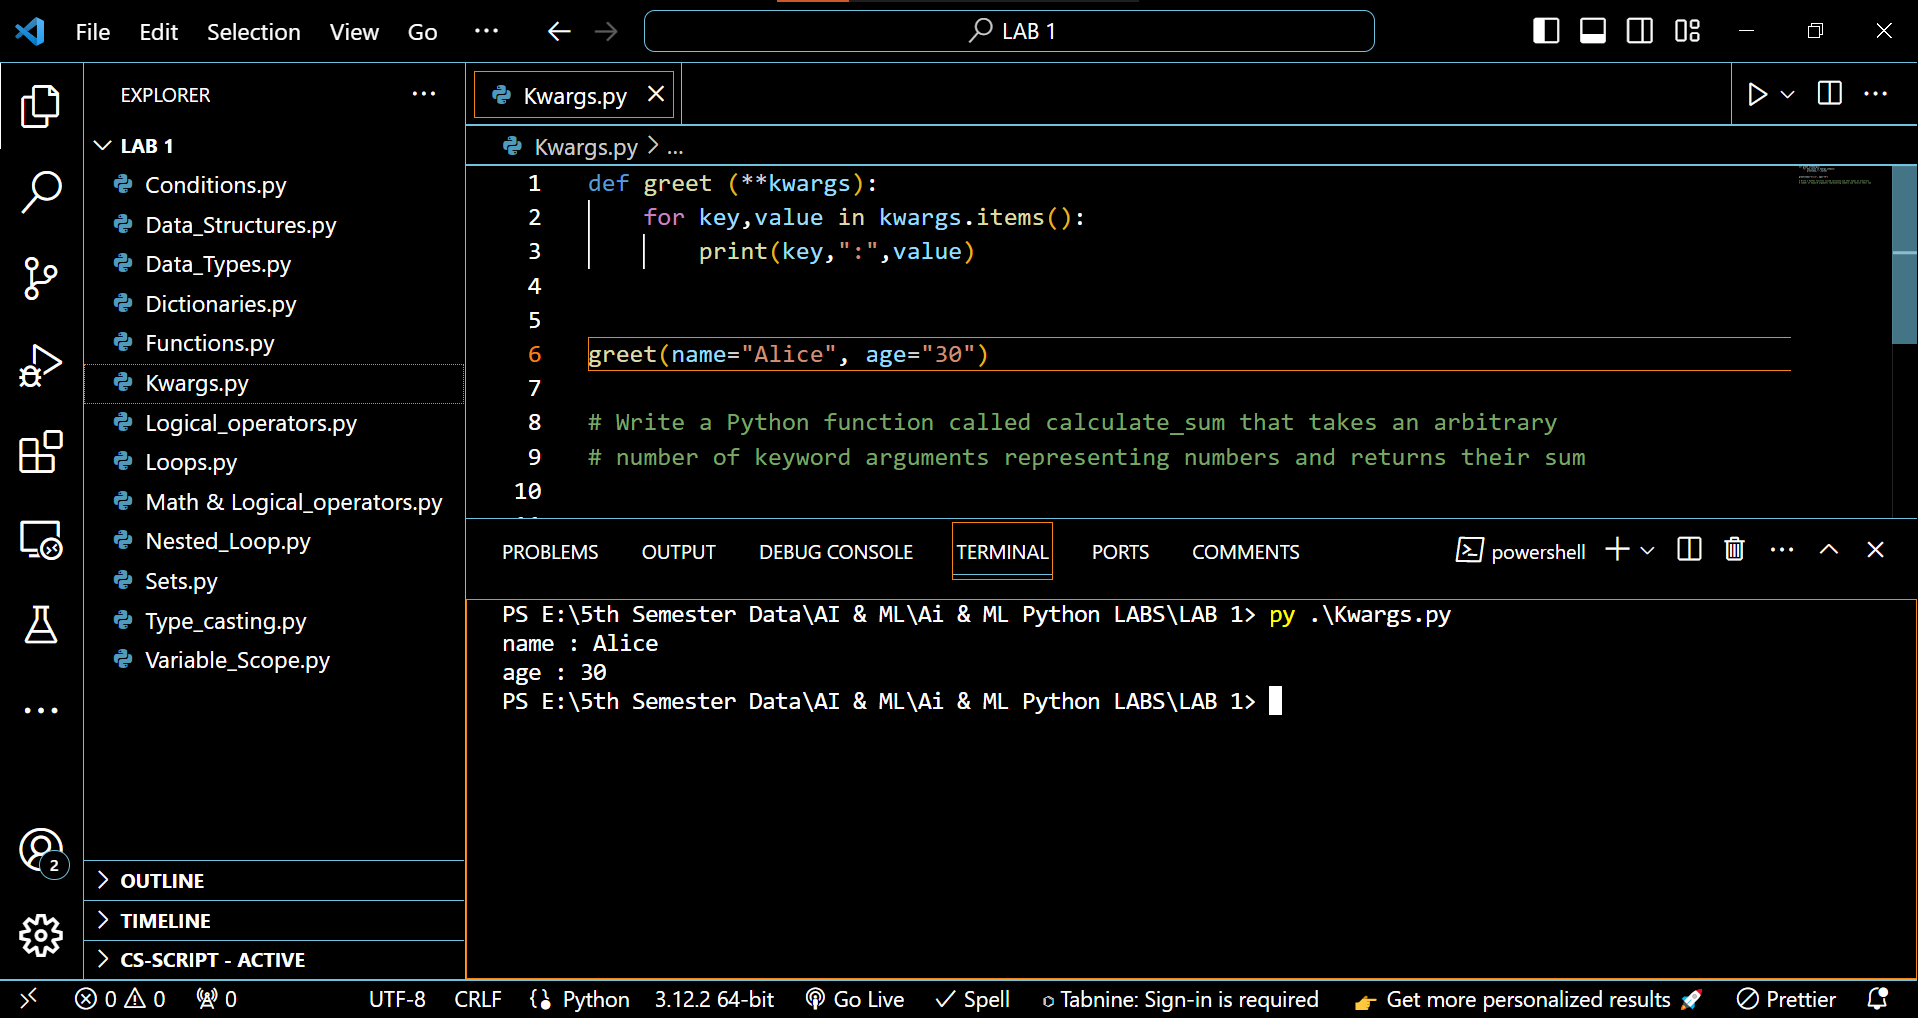 File Edit Selection View Go ... LAB 1
EXPLORER ...
LAB 1
Conditions.py
Data_Structures.py
Data_Types.py
Dictionaries.py
Functions.py
Kwargs.py
Logical_operators.py
Loops.py
Math & Logical_operators.py
Nested_Loop.py
Sets.py
Type_casting.py
Variable_Scope.py
2
OUTLINE
TIMELINE
CS-SCRIPT - ACTIVE
Kwargs.py
Kwargs.py > ...
1 def greet (**kwargs):
2     for key,value in kwargs.items():
3         print(key,":",value)
4
5
6 greet(name="Alice", age="30")
7
8 # Write a Python function called calculate_sum that takes an arbitrary
9 # number of keyword arguments representing numbers and returns their sum
10
PROBLEMS OUTPUT DEBUG CONSOLE TERMINAL PORTS COMMENTS powershell
PS E:\5th Semester Data\AI & ML\Ai & ML Python LABS\LAB 1> py .\Kwargs.py
name : Alice
age : 30
PS E:\5th Semester Data\AI & ML\Ai & ML Python LABS\LAB 1>
0 0 0 UTF-8 CRLF Python 3.12.2 64-bit Go Live Spell Tabnine: Sign-in is required 👉 Get more personalized results 🚀 Prettier